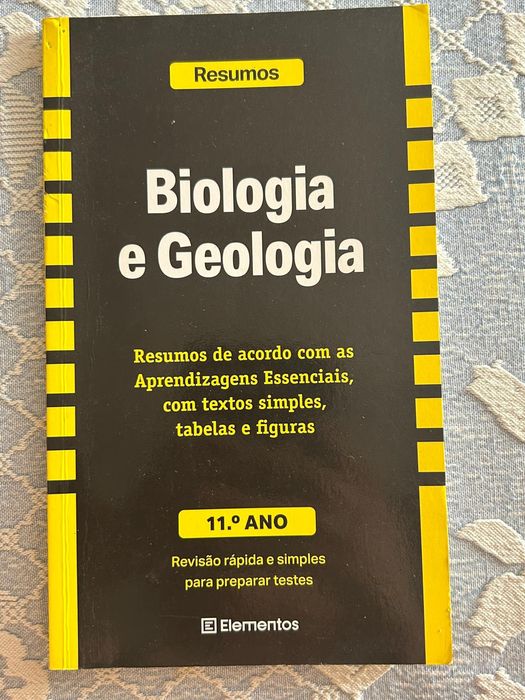 Resumos
Biologia
e Geologia
Resumos de acordo com as
Aprendizagens Essenciais,
com textos simples,
tabelas e figuras
11.º ANO
Revisão rápida e simples
para preparar testes
E Elementos